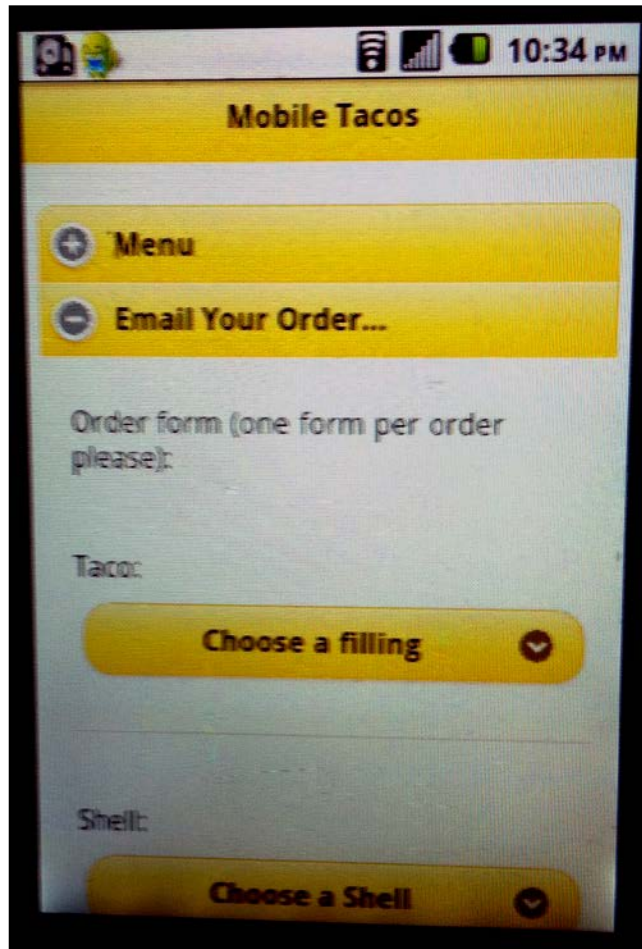 10:34 PM
Mobile Tacos
Menu
Email Your Order...
Order form (one form per order
please):
Taco:
Choose a filling
Shell:
Choose a Shell